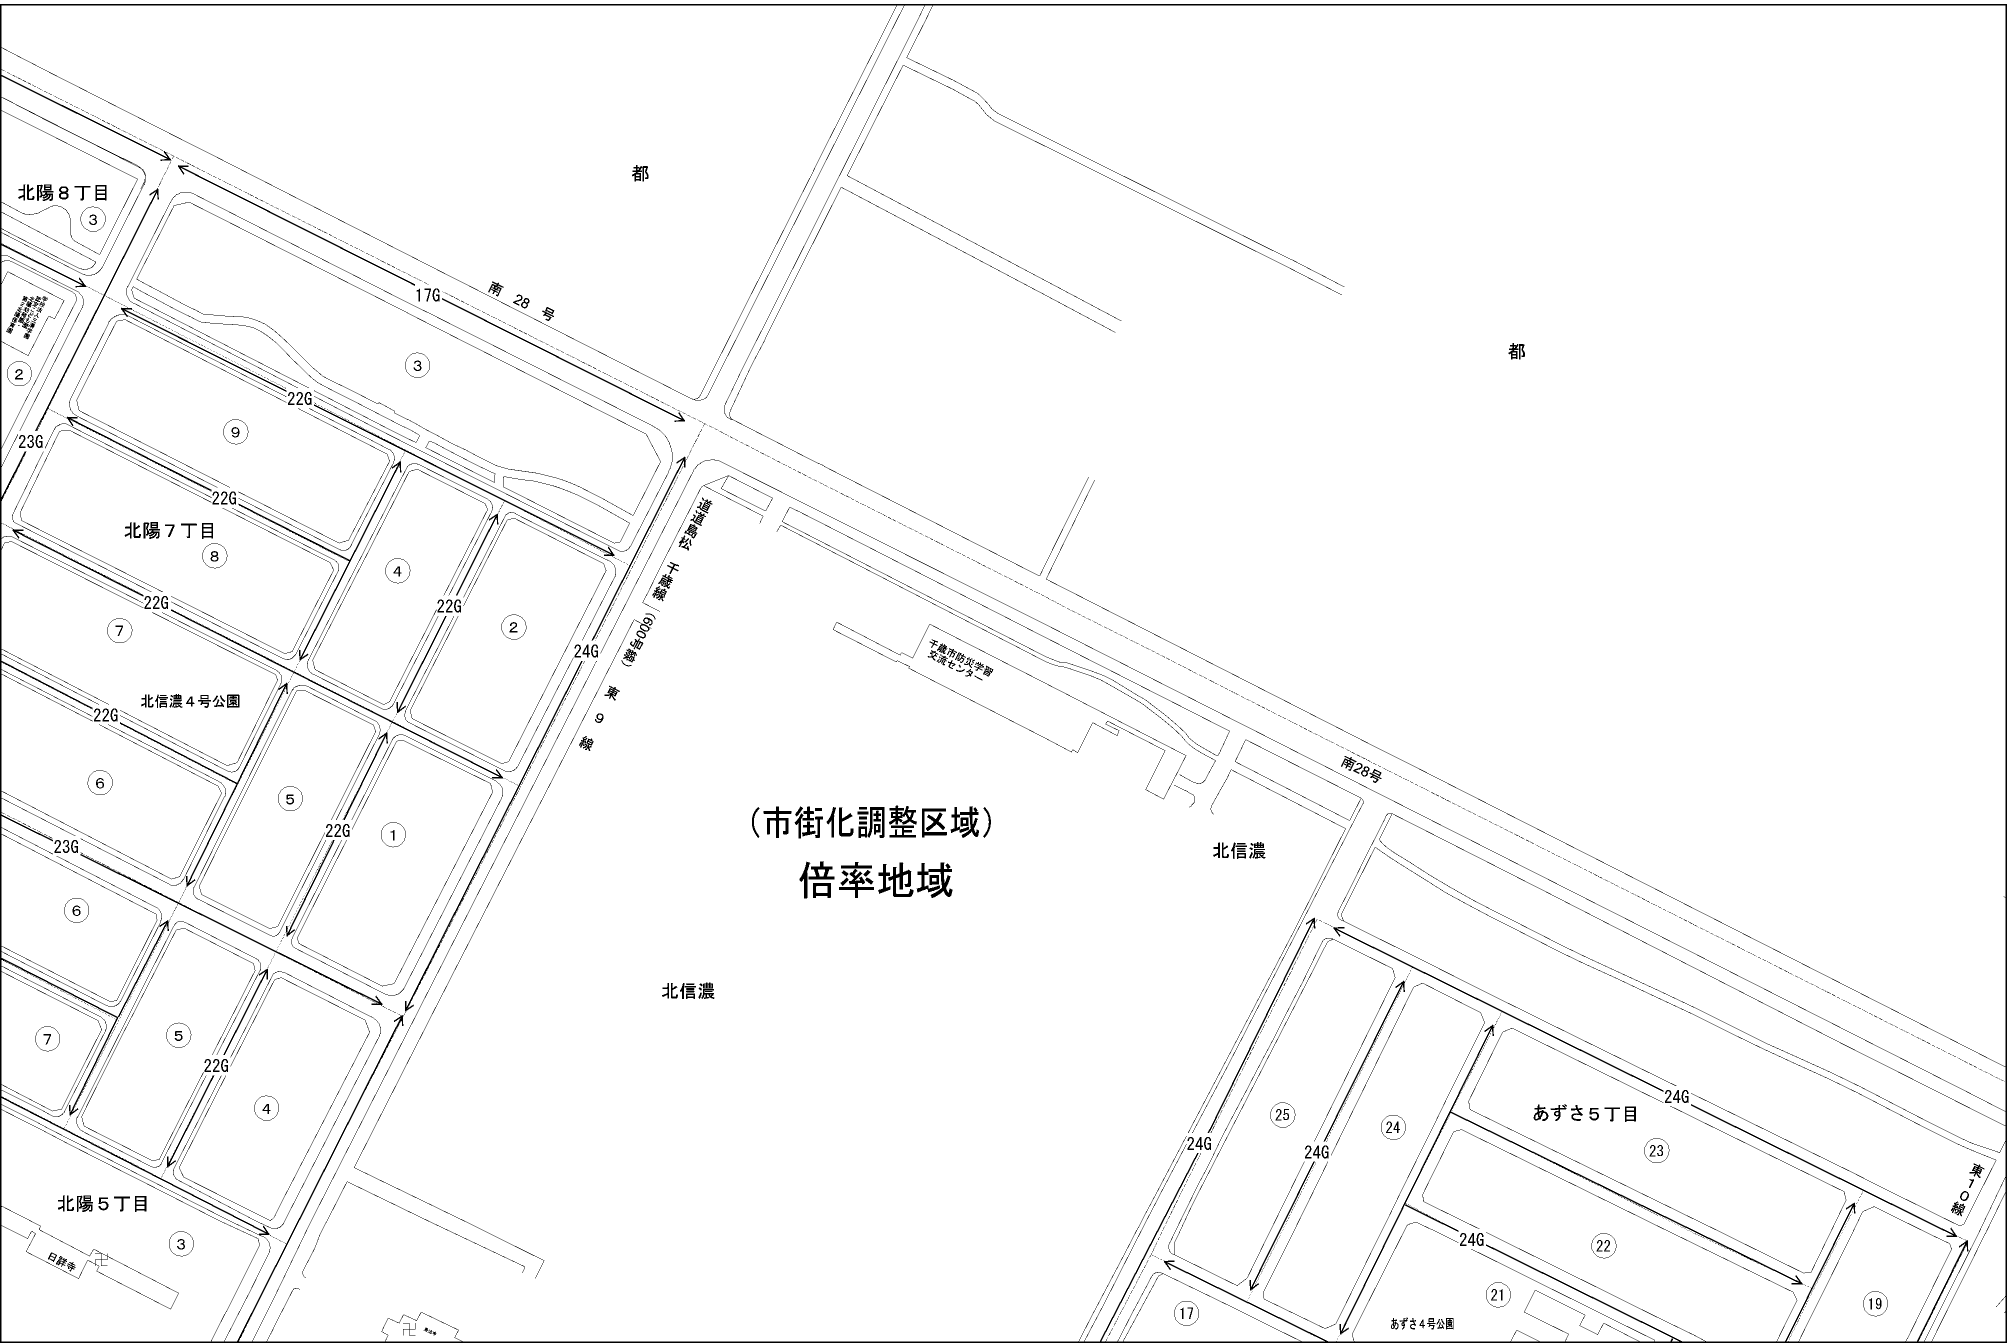 都
北陽８丁目
3
17G
南 28 号
2
都
3
22G
9
23G
22G
北陽７丁目
8
4
道道島松 千歳線 (600号線) 東 9 線
22G
22G
7
2
24G
千歳市防災学習
交流センター
北信濃４号公園
22G
南28号
6
5
22G
1
（市街化調整区域）
23G
北信濃
倍率地域
6
北信濃
5
7
22G
4
24G
25
あずさ５丁目
24
24G
24G
23
東10線
北陽５丁目
3
24G
22
日詳寺
21
19
17
あずさ４号公園